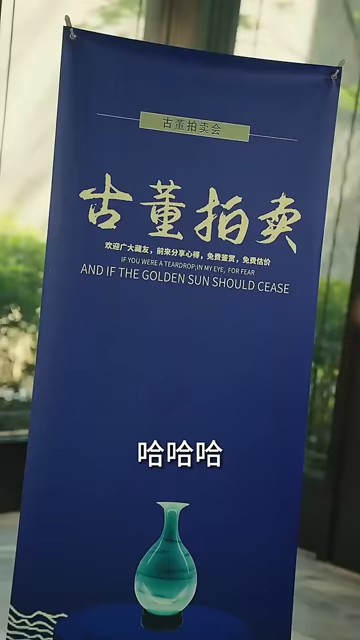 古董拍卖会
古董拍卖
欢迎广大藏友，前来分享心得，免费鉴赏，免费估价
IF YOU WERE A TEARDROP;IN MY EYE, FOR FEAR
AND IF THE GOLDEN SUN SHOULD CEASE
哈哈哈